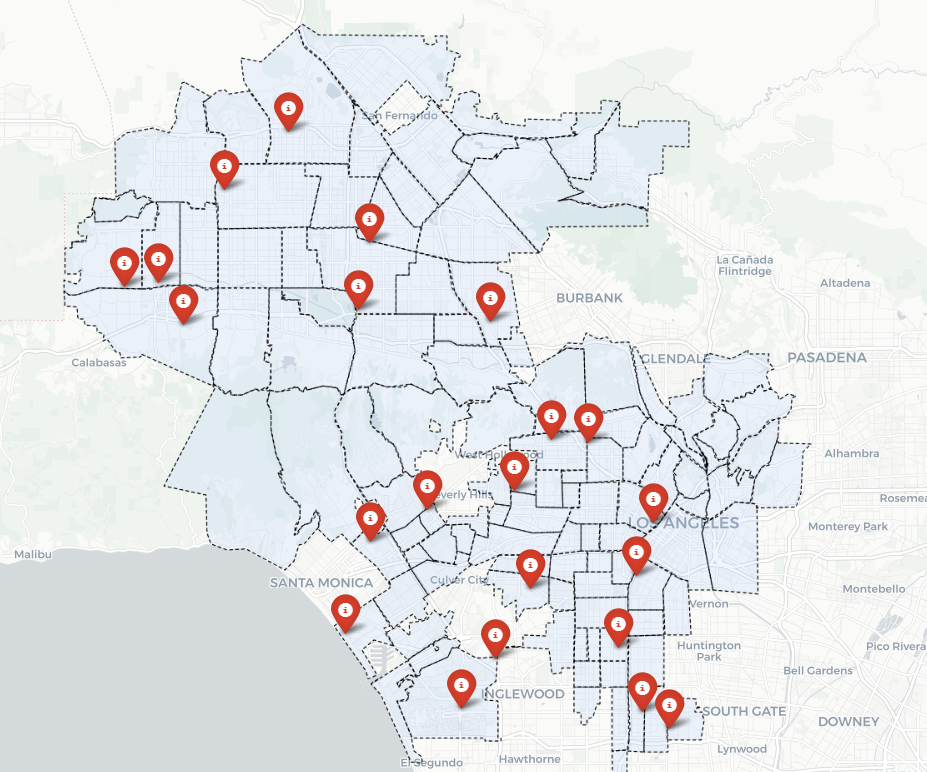 San Fernando
La Cañada
Flintridge
Altadena
BURBANK
GLENDALE
PASADENA
Calabasas
West Hollywood
Alhambra
Beverly Hills
Rosemea
LOS ANGELES
Monterey Park
Malibu
SANTA MONICA
Culver City
Montebello
Vernon
Huntington
Park
Pico Rivera
Bell Gardens
INGLEWOOD
SOUTH GATE
DOWNEY
Lynwood
El Segundo
Hawthorne